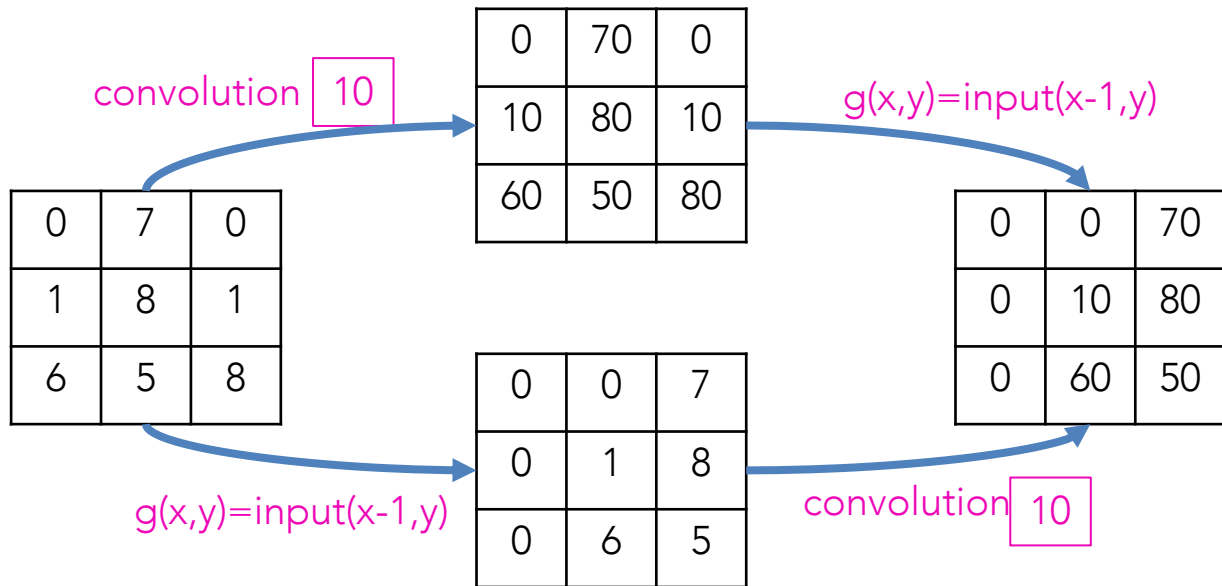 convolution 10
0 70 0
10 80 10
60 50 80
g(x,y)=input(x-1,y)
0 7 0
1 8 1
6 5 8
0 0 70
0 10 80
0 60 50
g(x,y)=input(x-1,y)
0 0 7
0 1 8
0 6 5
convolution 10